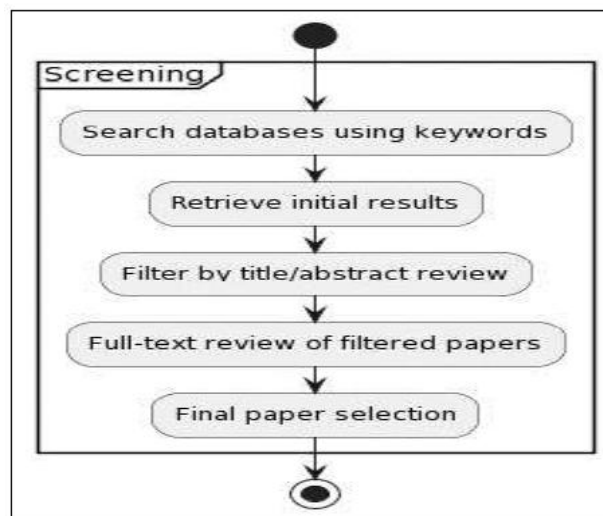 Screening
Search databases using keywords
Retrieve initial results
Filter by title/abstract review
Full-text review of filtered papers
Final paper selection